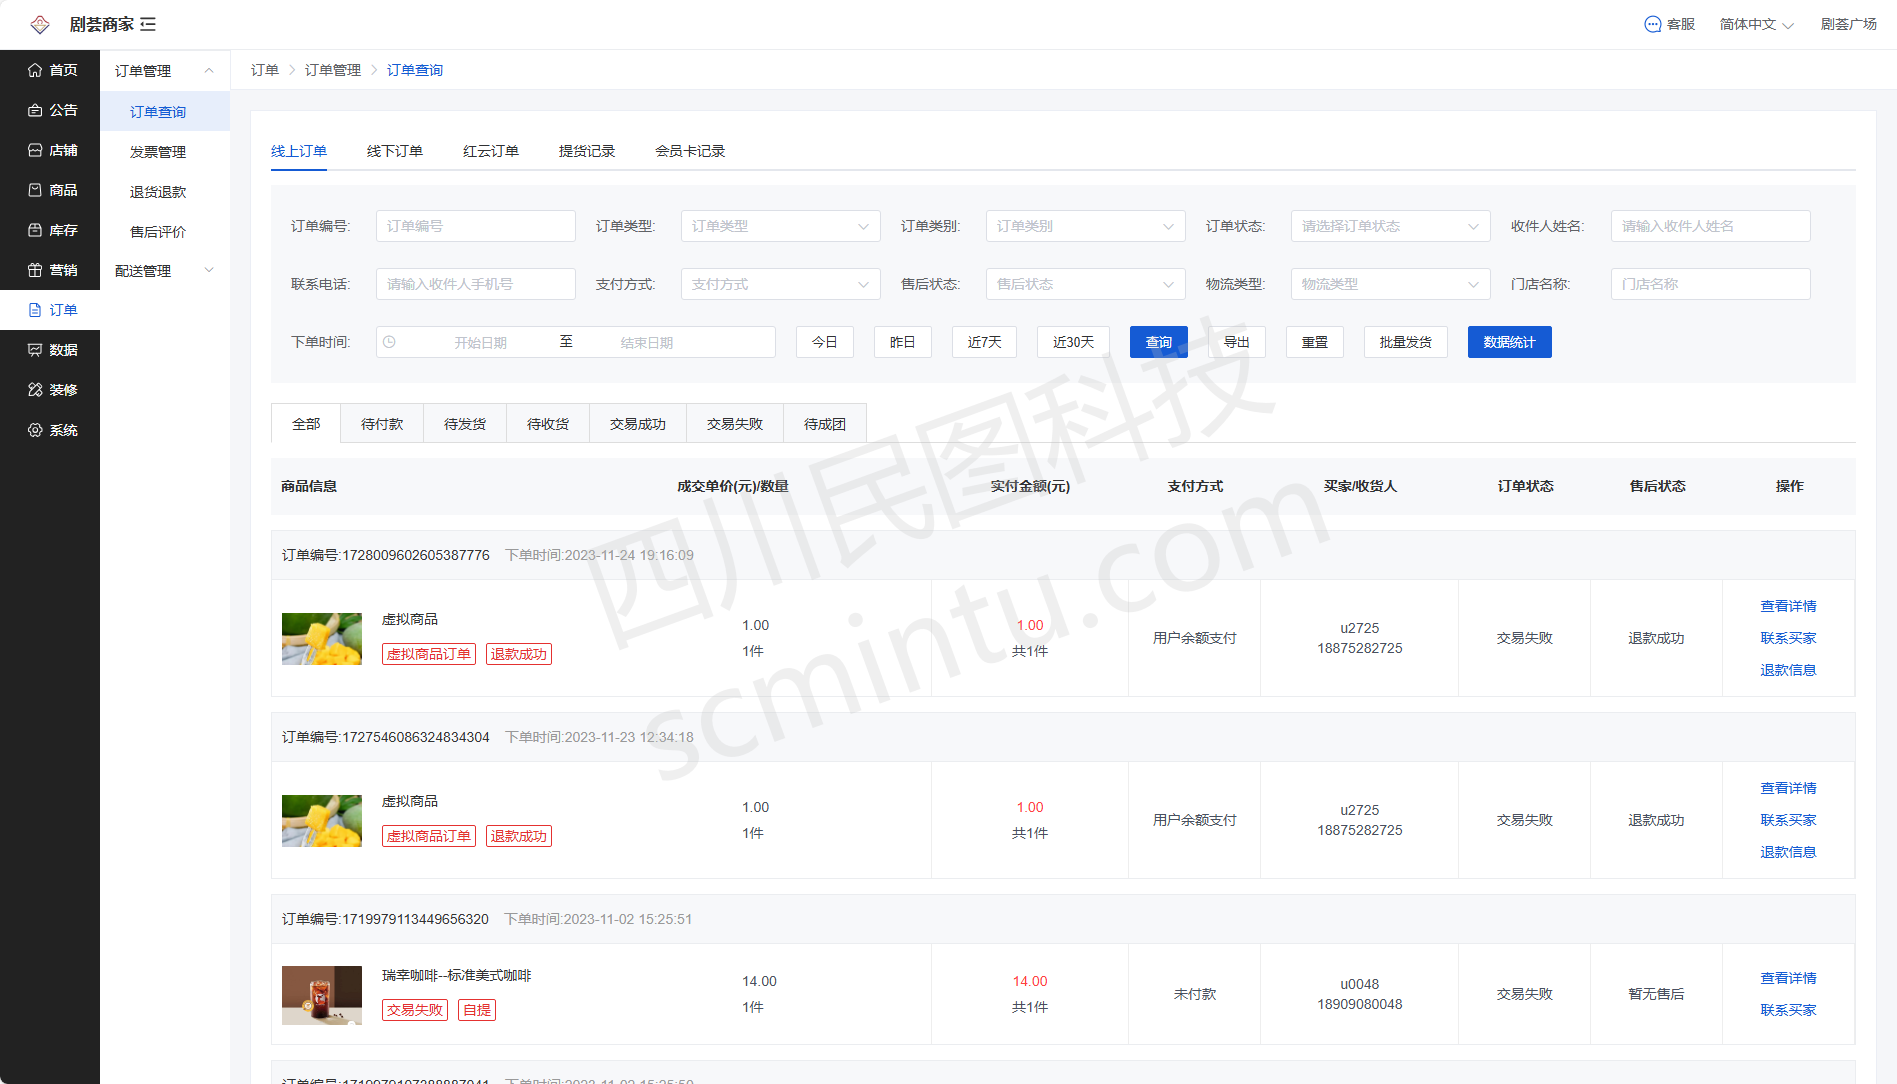 剧荟商家
客服 简体中文 剧荟广场
首页
公告
店铺
商品
库存
营销
订单
数据
装修
系统
订单管理
订单查询
发票管理
退货退款
售后评价
配送管理
订单 > 订单管理 > 订单查询
线上订单 线下订单 红云订单 提货记录 会员卡记录
订单编号: 订单编号 订单类型: 订单类型 订单类别: 订单类别 订单状态: 请选择订单状态 收件人姓名: 请输入收件人姓名
联系电话: 请输入收件人手机号 支付方式: 支付方式 售后状态: 售后状态 物流类型: 物流类型 门店名称: 门店名称
下单时间: 开始日期 至 结束日期 今日 昨日 近7天 近30天 查询 导出 重置 批量发货 数据统计
全部 待付款 待发货 待收货 交易成功 交易失败 待成团
商品信息 成交单价(元)/数量 实付金额(元) 支付方式 买家/收货人 订单状态 售后状态 操作
订单编号:1728009602605387776 下单时间:2023-11-24 19:16:09
虚拟商品
虚拟商品订单 退款成功
1.00
1件
1.00
共1件
用户余额支付
u2725
18875282725
交易失败
退款成功
查看详情
联系买家
退款信息
订单编号:1727546086324834304 下单时间:2023-11-23 12:34:18
虚拟商品
虚拟商品订单 退款成功
1.00
1件
1.00
共1件
用户余额支付
u2725
18875282725
交易失败
退款成功
查看详情
联系买家
退款信息
订单编号:1719979113449656320 下单时间:2023-11-02 15:25:51
瑞幸咖啡--标准美式咖啡
交易失败 自提
14.00
1件
14.00
共1件
未付款
u0048
18909080048
交易失败
暂无售后
查看详情
联系买家
四川民图科技
scmintu.com